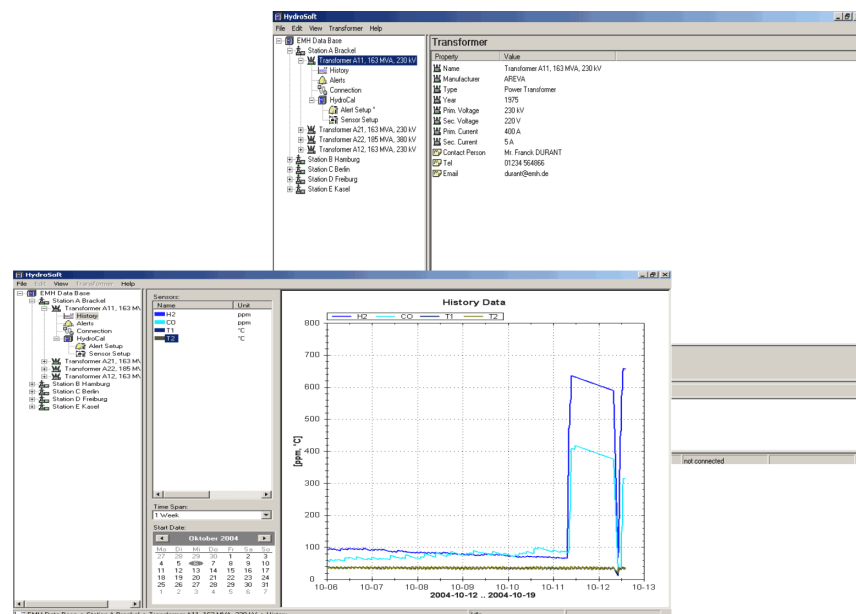 HydroSoft
File Edit View Transformer Help
EMH Data Base
Station A Brackel
Transformer A11, 163 MVA, 230 kV
History
Alerts
Connection
HydroCal
Alert Setup *
Sensor Setup
Transformer A21, 163 MVA, 230 kV
Transformer A22, 185 MVA, 380 kV
Transformer A12, 163 MVA, 230 kV
Station B Hamburg
Station C Berlin
Station D Freiburg
Station E Kasel
Transformer
Property Value
Name Transformer A11, 163 MVA, 230 kV
Manufacturer AREVA
Type Power Transformer
Year 1975
Prim. Voltage 230 kV
Sec. Voltage 220 V
Prim. Current 400 A
Sec. Current 5 A
Contact Person Mr. Franck DURANT
Tel 01234 564866
Email durant@emh.de
not connected
HydroSoft
File Edit View Transformer Help
EMH Data Base
Station A Brackel
Transformer A11, 163 M
History
Alerts
Connection
HydroCal
Alert Setup
Sensor Setup
Transformer A21, 163 M
Transformer A22, 185 M
Transformer A12, 163 M
Station B Hamburg
Station C Berlin
Station D Freiburg
Station E Kasel
Sensors:
Name Unit
H2 ppm
CO ppm
T1 °C
T2 °C
Time Span:
1 Week
Start Date:
Oktober 2004
Mo Di Mi Do Fr Sa So
27 28 29 30 1 2 3
4 5 6 7 8 9 10
11 12 13 14 15 16 17
18 19 20 21 22 23 24
25 26 27 28 29 30 31
1 2 3 4 5 6 7
History Data
H2 CO T1 T2
800
700
600
500
400
300
200
100
0
[ppm, °C]
10-06 10-07 10-08 10-09 10-10 10-11 10-12 10-13
2004-10-12 .. 2004-10-19